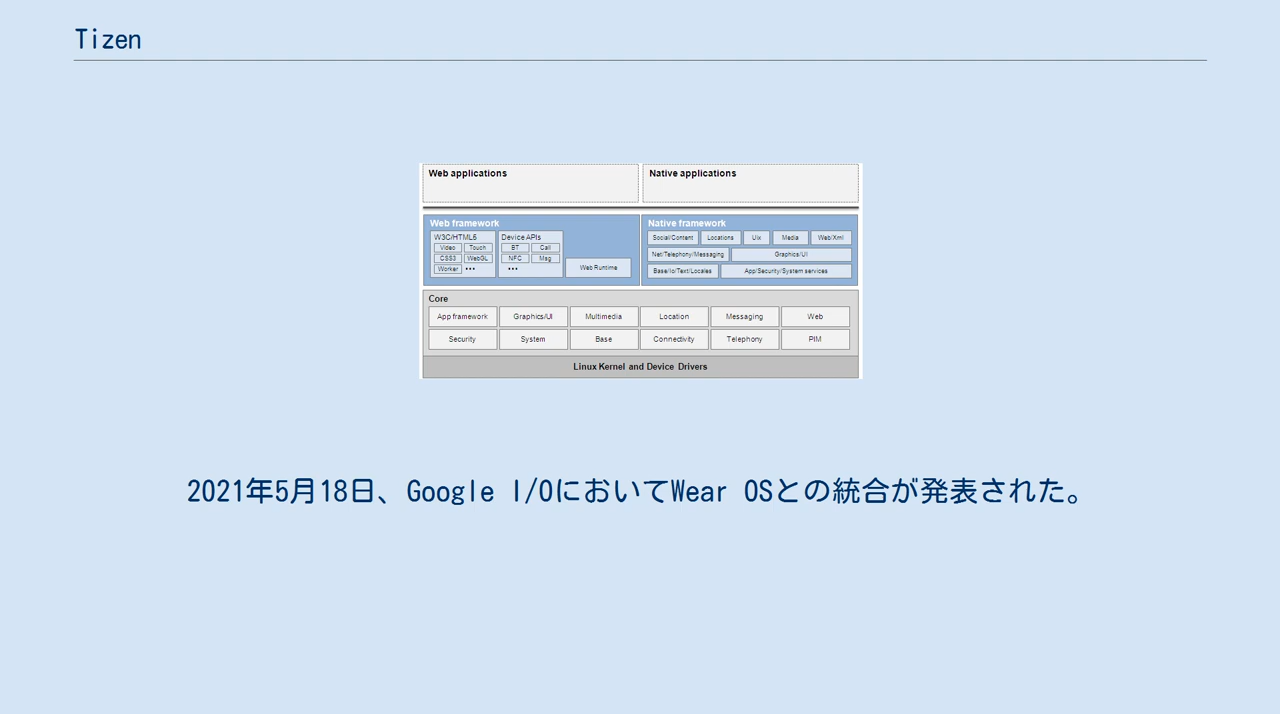 Tizen
Web applications
Native applications
Web framework
Native framework
W3C/HTML5
Device APIs
Video
Touch
BT
Call
CSS3
WebGL
NFC
Msg
Worker
•••
•••
Web Runtime
Social/Content
Locations
Uix
Media
Web/Xml
Net/Telephony/Messaging
Graphics/UI
Base/Io/Text/Locales
App/Security/System services
Core
App framework
Graphics/UI
Multimedia
Location
Messaging
Web
Security
System
Base
Connectivity
Telephony
PIM
Linux Kernel and Device Drivers
2021年5月18日、Google I/OにおいてWear OSとの統合が発表された。